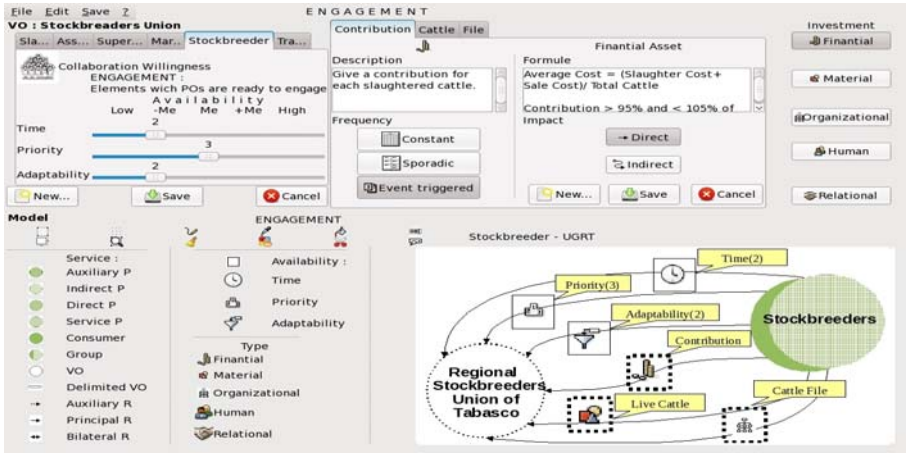 File Edit Save ?
ENGAGEMENT
VO : Stockbreeders Union
Sla... Ass... Super... Mar.. Stockbreeder Tra...
Collaboration Willingness
ENGAGEMENT :
Elements wich POs are ready to engage
Availability
Low -Me Me +Me High
2
Time
3
Priority
2
Adaptability
New... Save Cancel
Contribution Cattle File
Finantial Asset
Description
Give a contribution for
each slaughtered cattle.
Formule
Average Cost = (Slaughter Cost+
Sale Cost)/ Total Cattle
Contribution > 95% and < 105% of
Frequency
Constant
Sporadic
Event triggered
Impact
Direct
Indirect
New... Save Cancel
Investment
Finantial
Material
Organizational
Human
Relational
Model
ENGAGEMENT
Service :
Auxiliary P
Indirect P
Direct P
Service P
Consumer
Group
VO
Delimited VO
Auxiliary R
Principal R
Bilateral R
Availability :
Time
Priority
Adaptability
Type
Finantial
Material
Organizational
Human
Relational
Stockbreeder - UGRT
Time(2)
Priority(3)
Adaptability(2)
Stockbreeders
Contribution
Regional
Stockbreeders
Union of
Tabasco
Live Cattle
Cattle File